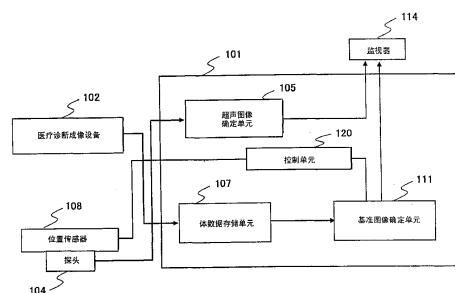 114
监视器
101
102
医疗诊断成像设备
105
超声图像
确定单元
120
控制单元
107
体数据存储单元
111
基准图像确定单元
108
位置传感器
探头
104